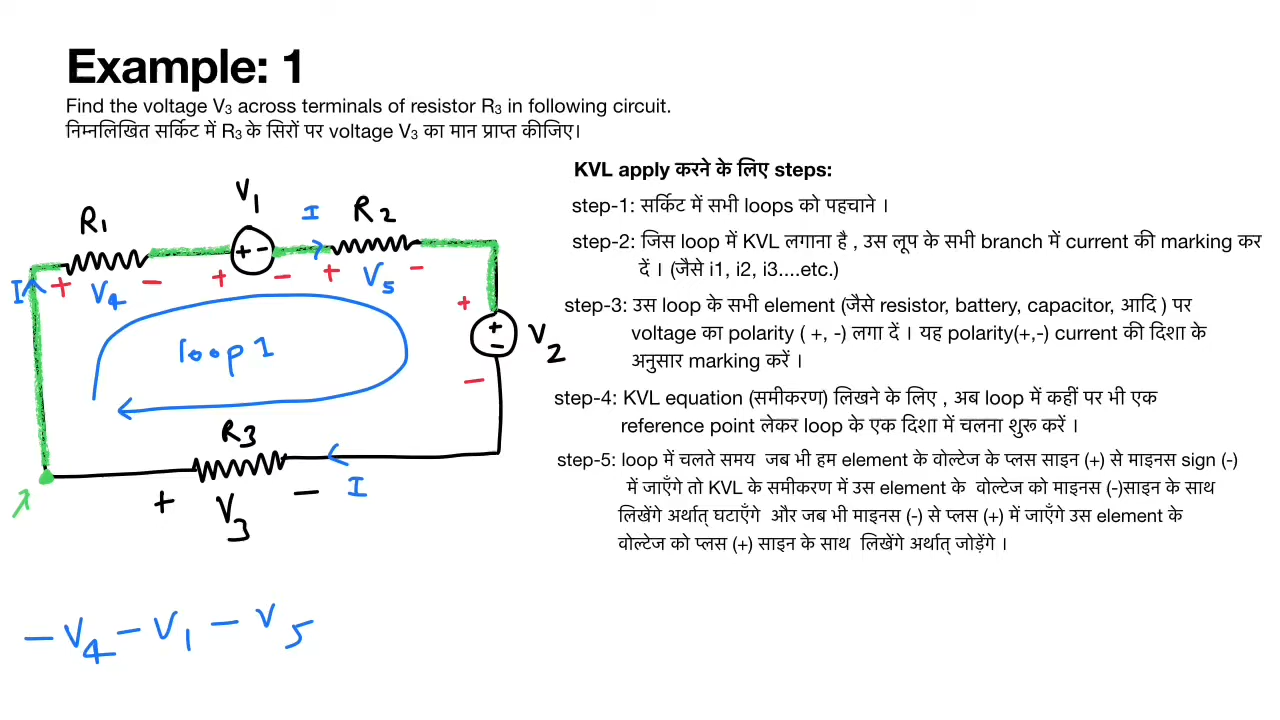 Example: 1
Find the voltage V3 across terminals of resistor R3 in following circuit.
निम्नलिखित सर्किट में R3 के सिरों पर voltage V3 का मान प्राप्त कीजिए।
KVL apply करने के लिए steps:
step-1: सर्किट में सभी loops को पहचाने ।
step-2: जिस loop में KVL लगाना है , उस लूप के सभी branch में current की marking कर
दें । (जैसे i1, i2, i3....etc.)
step-3: उस loop के सभी element (जैसे resistor, battery, capacitor, आदि ) पर
voltage का polarity ( +, -) लगा दें । यह polarity(+,-) current की दिशा के
अनुसार marking करें ।
step-4: KVL equation (समीकरण) लिखने के लिए , अब loop में कहीं पर भी एक
reference point लेकर loop के एक दिशा में चलना शुरू करें ।
step-5: loop में चलते समय जब भी हम element के वोल्टेज के प्लस साइन (+) से माइनस sign (-)
में जाएँगे तो KVL के समीकरण में उस element के वोल्टेज को माइनस (-)साइन के साथ
लिखेंगे अर्थात् घटाएँगे और जब भी माइनस (-) से प्लस (+) में जाएँगे उस element के
वोल्टेज को प्लस (+) साइन के साथ लिखेंगे अर्थात् जोड़ेंगे ।
V1
R1 I R2
+ -
I + V4 - + - + V5 -
+
loop 1
+
- V2
-
R3
+ V3 - I
- V4 - V1 - V5